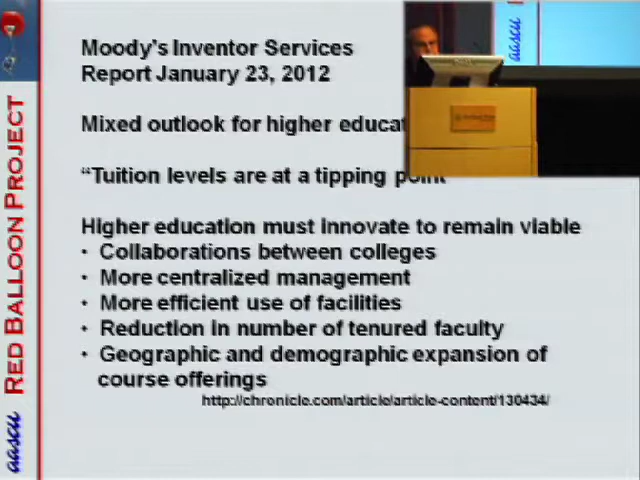 Moody's Inventor Services
Report January 23, 2012
Mixed outlook for higher educat
“Tuition levels are at a tipping point”
Higher education must innovate to remain viable
• Collaborations between colleges
• More centralized management
• More efficient use of facilities
• Reduction in number of tenured faculty
• Geographic and demographic expansion of
course offerings
http://chronicle.com/article/article-content/130434/
aascu RED BALLOON PROJECT
aascu